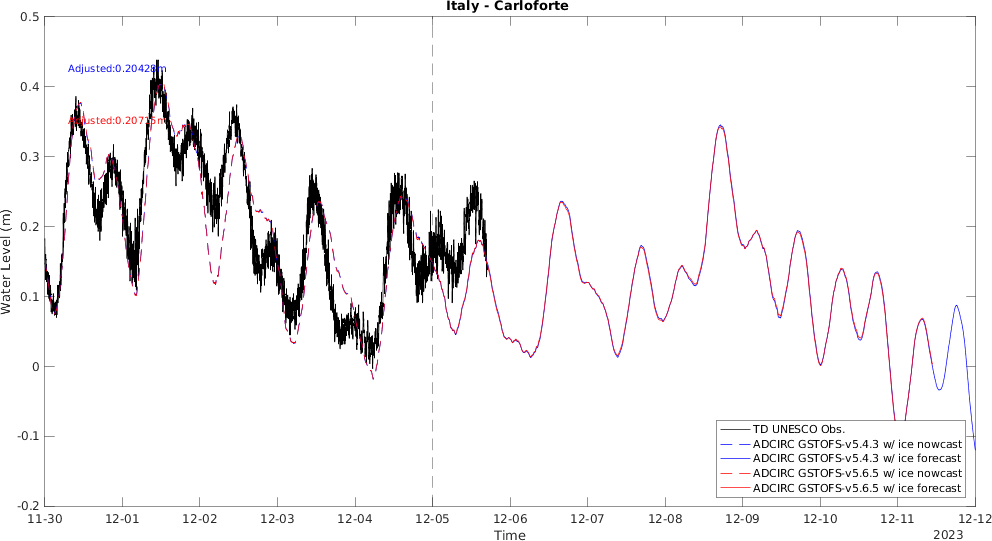 Italy - Carloforte
0.5
0.4
0.3
0.2
0.1
0
-0.1
-0.2
Water Level (m)
Adjusted:0.20428m
Adjusted:0.20715m
TD UNESCO Obs.
ADCIRC GSTOFS-v5.4.3 w/ ice nowcast
ADCIRC GSTOFS-v5.4.3 w/ ice forecast
ADCIRC GSTOFS-v5.6.5 w/ ice nowcast
ADCIRC GSTOFS-v5.6.5 w/ ice forecast
11-30 12-01 12-02 12-03 12-04 12-05 12-06 12-07 12-08 12-09 12-10 12-11 12-12
Time
2023